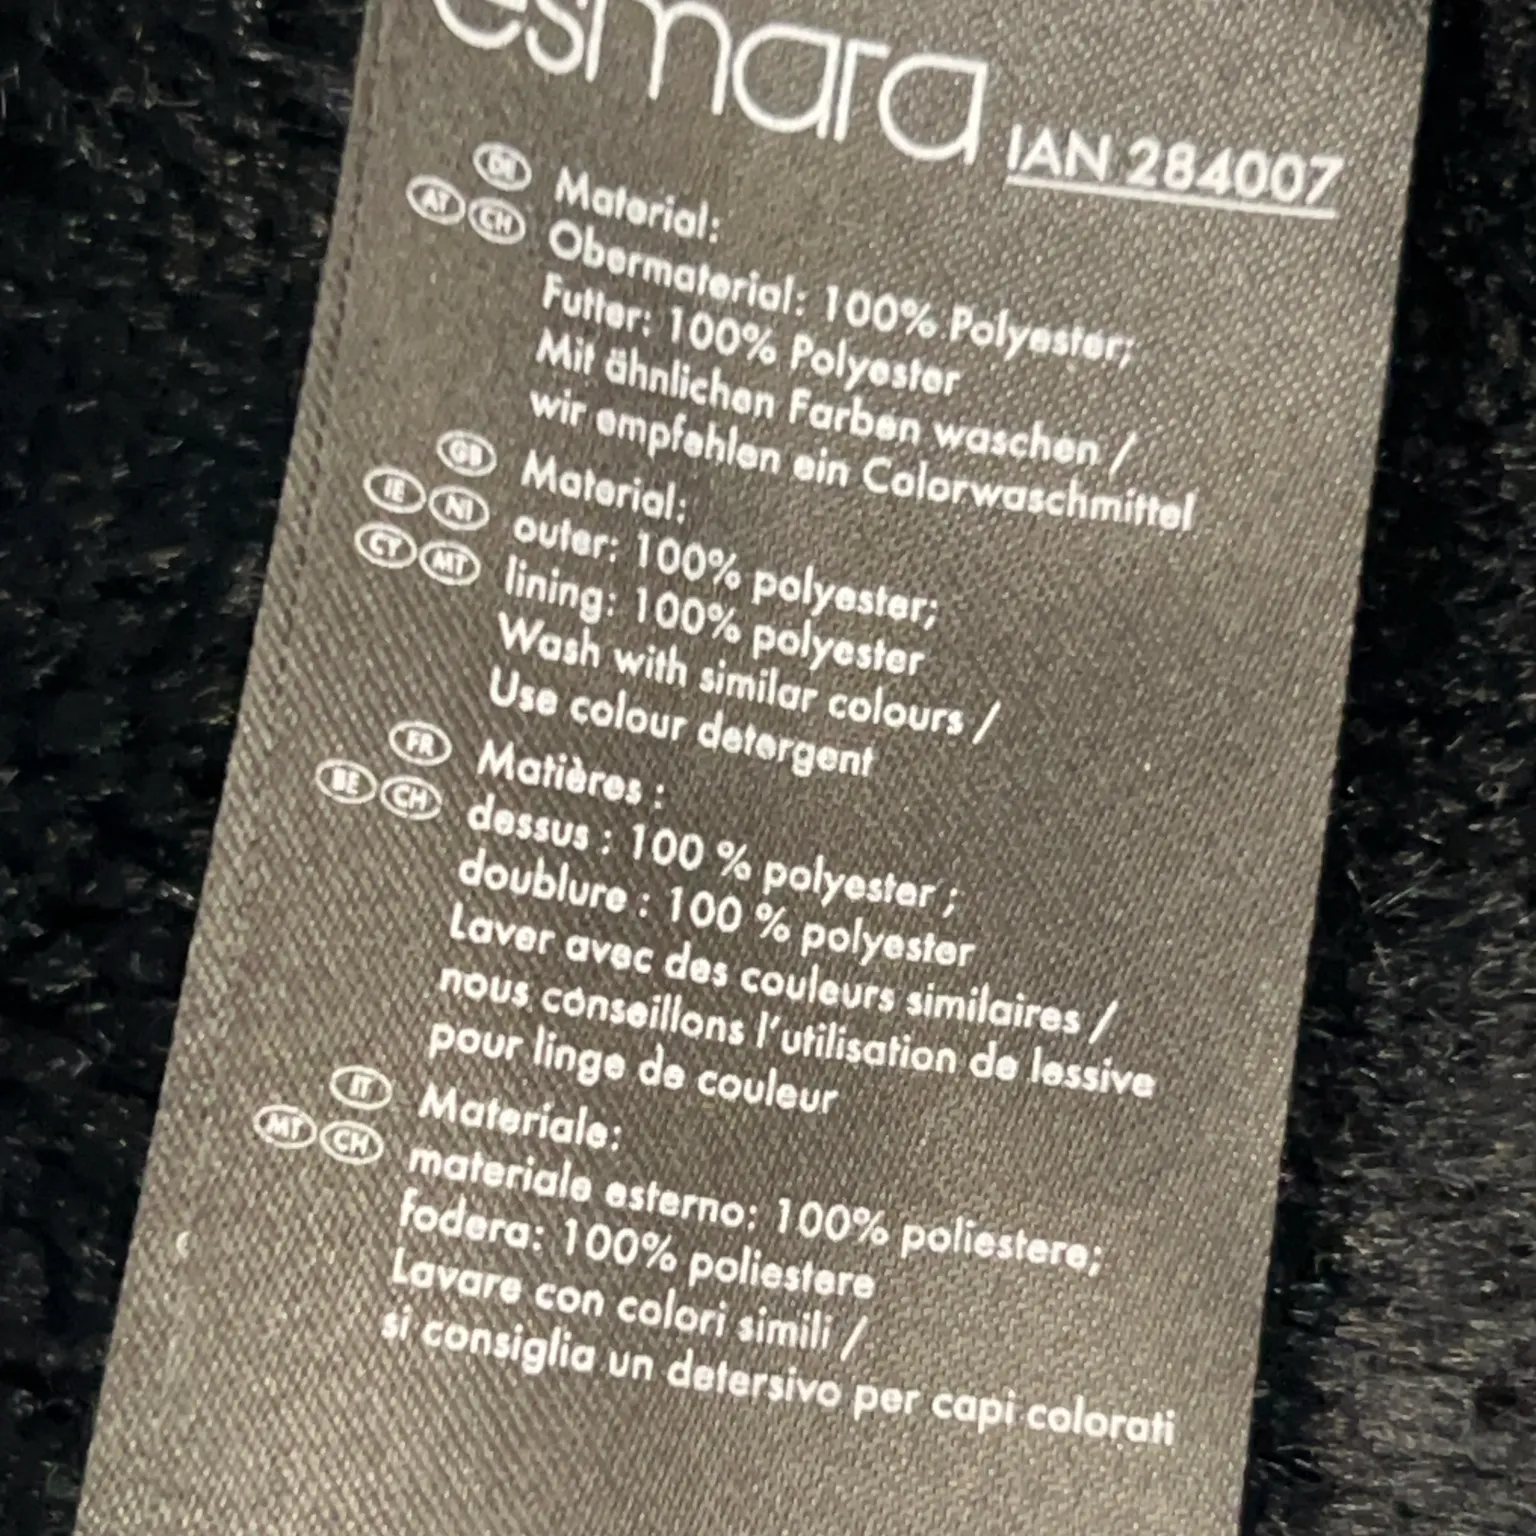 esmara
IAN 284007
DE Material:
AT CH Obermaterial: 100% Polyester;
Futter: 100% Polyester
Mit ähnlichen Farben waschen /
wir empfehlen ein Colorwaschmittel
GB Material:
IE NI outer: 100% polyester;
CY MT lining: 100% polyester
Wash with similar colours /
Use colour detergent
FR Matières :
BE CH dessus : 100 % polyester ;
doublure : 100 % polyester
Laver avec des couleurs similaires /
nous conseillons l'utilisation de lessive
pour linge de couleur
IT Materiale:
MT CH materiale esterno: 100% poliestere;
fodera: 100% poliestere
Lavare con colori simili /
si consiglia un detersivo per capi colorati